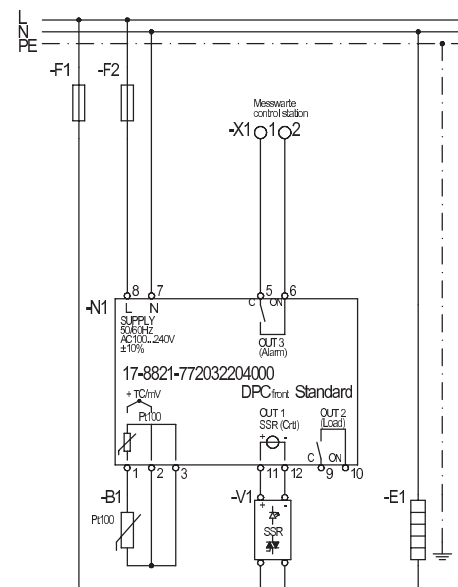 L
N
PE
-F1
-F2
Messwarte
control station
-X1 1 2
8 7 5 6
-N1
L N C ON
SUPPLY
50/60Hz
AC100...240V
±10%
OUT 3
(Alarm)
17-8821-772032204000
DPCfront Standard
+ TC/mV
Pt100
OUT 1
SSR (Crtl)
+ -
OUT 2
(Load)
C ON
1 2 3 11 12 9 10
-B1
Pt100
-V1
+ -
SSR
-E1